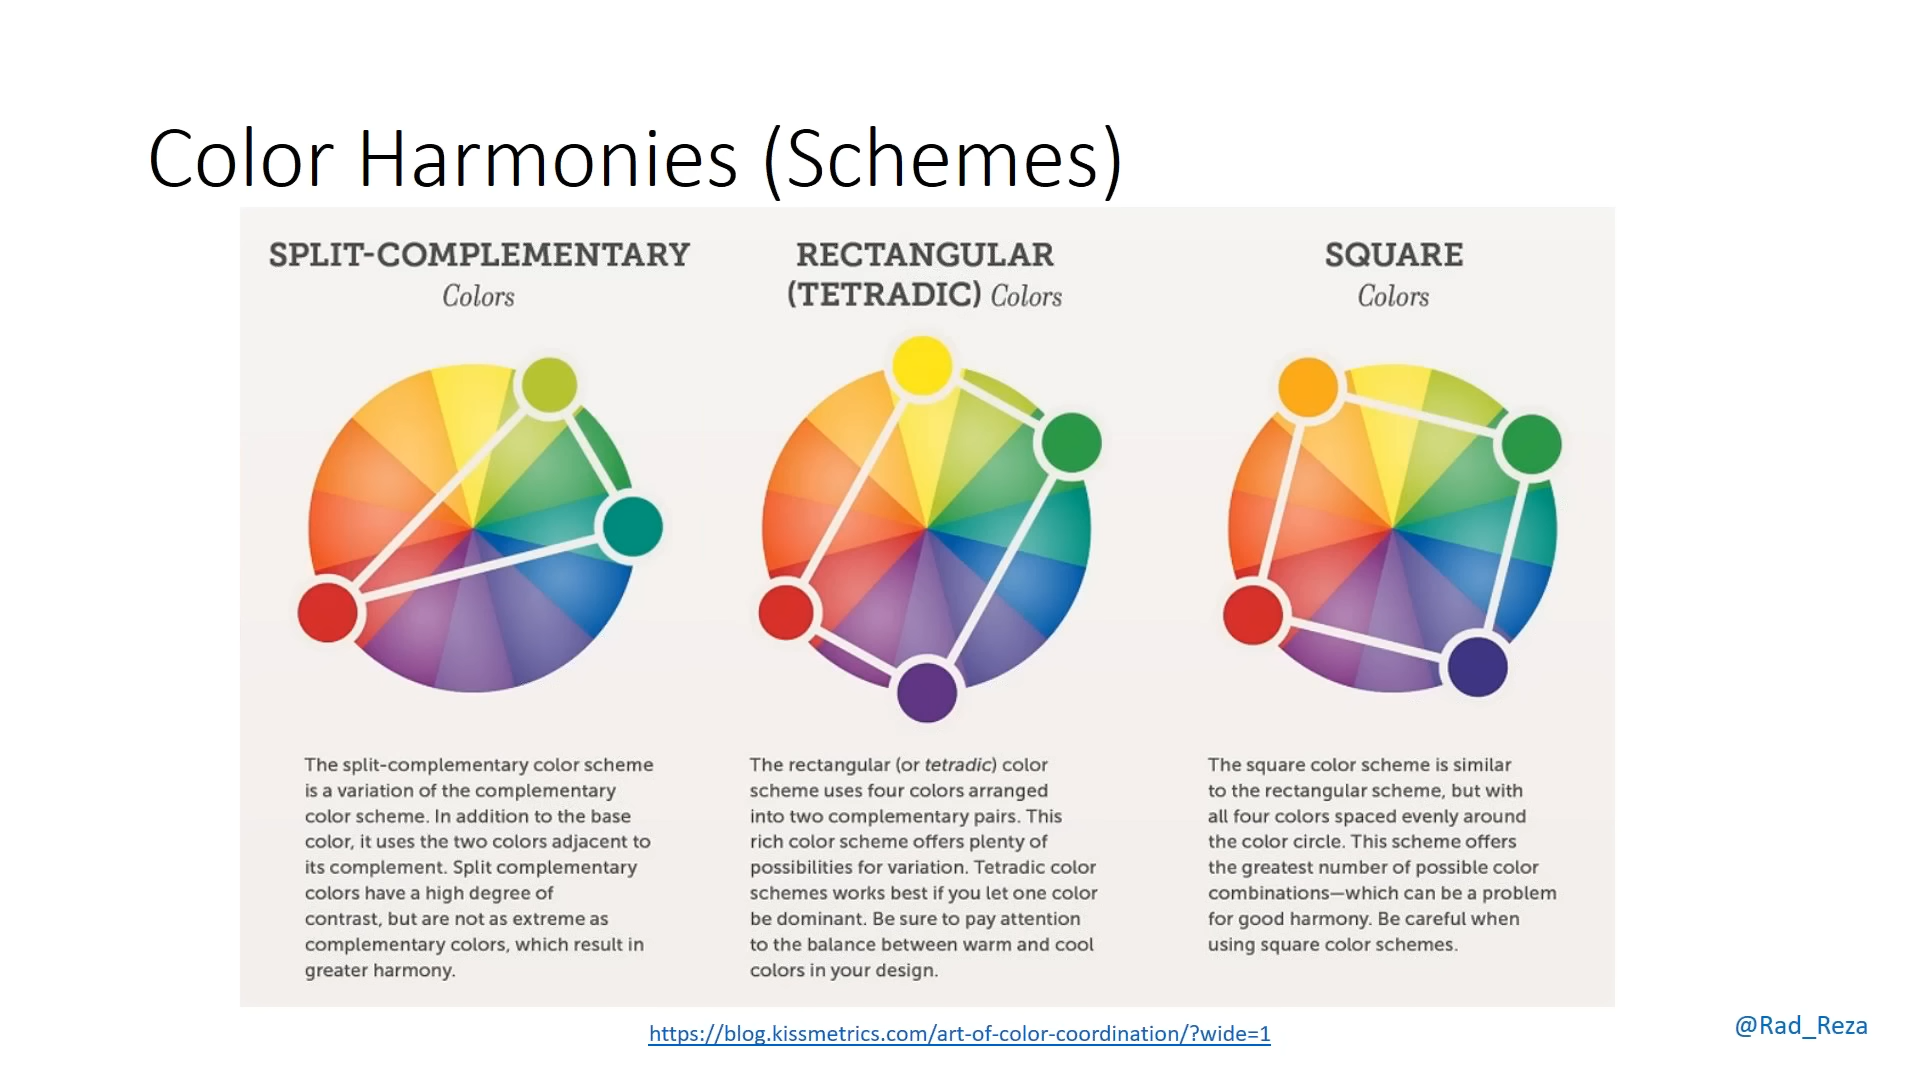 Color Harmonies (Schemes)
SPLIT-COMPLEMENTARY
Colors
The split-complementary color scheme
is a variation of the complementary
color scheme. In addition to the base
color, it uses the two colors adjacent to
its complement. Split complementary
colors have a high degree of
contrast, but are not as extreme as
complementary colors, which result in
greater harmony.
RECTANGULAR
(TETRADIC) Colors
The rectangular (or tetradic) color
scheme uses four colors arranged
into two complementary pairs. This
rich color scheme offers plenty of
possibilities for variation. Tetradic color
schemes works best if you let one color
be dominant. Be sure to pay attention
to the balance between warm and cool
colors in your design.
SQUARE
Colors
The square color scheme is similar
to the rectangular scheme, but with
all four colors spaced evenly around
the color circle. This scheme offers
the greatest number of possible color
combinations—which can be a problem
for good harmony. Be careful when
using square color schemes.
https://blog.kissmetrics.com/art-of-color-coordination/?wide=1
@Rad_Reza